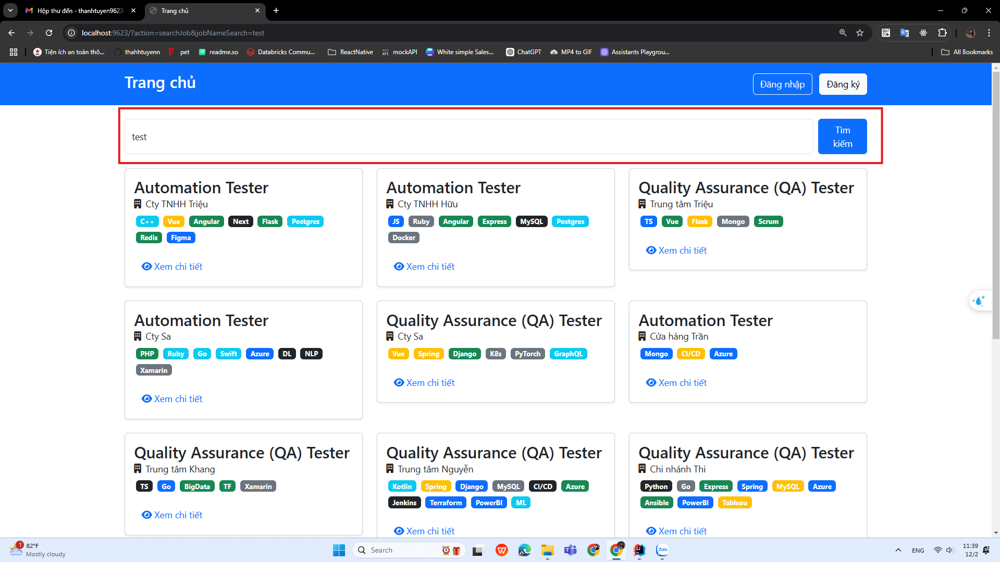 Hộp thư đến - thanhtuyen9623
Trang chủ
localhost:9623/?action=searchJob&jobNameSearch=test
Tiện ích an toàn thô...
thahhtuyenn
pet
readme.so
Databricks Commu...
ReactNative
mock API
mockAPI
White simple Sales...
ChatGPT
MP4 to GIF
Assistants Playgrou...
All Bookmarks
Trang chủ
Đăng nhập
Đăng ký
test
Tìm
kiếm
Automation Tester
Cty TNHH Triệu
C++ Vue Angular Next Flask Postgres
Redis Figma
Xem chi tiết
Automation Tester
Cty TNHH Hữu
JS Ruby Angular Express MySQL Postgres
Docker
Xem chi tiết
Quality Assurance (QA) Tester
Trung tâm Triệu
TS Vue Flask Mongo Scrum
Xem chi tiết
Automation Tester
Cty Sa
PHP Ruby Go Swift Azure DL NLP
Xamarin
Xem chi tiết
Quality Assurance (QA) Tester
Cty Sa
Vue Spring Django K8s PyTorch GraphQL
Xem chi tiết
Automation Tester
Cửa hàng Trần
Mongo CI/CD Azure
Xem chi tiết
Quality Assurance (QA) Tester
Trung tâm Khang
TS Go BigData TF Xamarin
Xem chi tiết
Quality Assurance (QA) Tester
Trung tâm Nguyễn
Kotlin Spring Django MySQL CI/CD Azure
Jenkins Terraform PowerBI ML
Xem chi tiết
Quality Assurance (QA) Tester
Chi nhánh Thi
Python Go Express Spring MySQL Azure
Ansible PowerBI Tableau
Xem chi tiết
1
82°F
Mostly cloudy
Search
Zalo
ENG
11:39
12/2